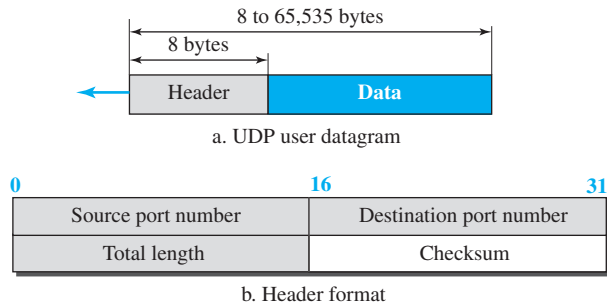 8 to 65,535 bytes
8 bytes
Header Data
a. UDP user datagram
0 16 31
Source port number Destination port number
Total length Checksum
b. Header format